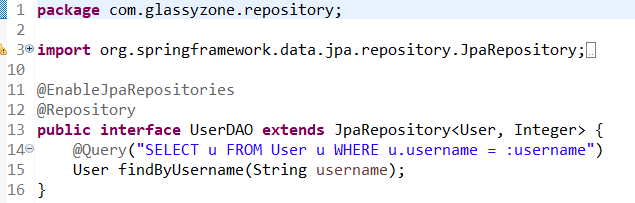 1 package com.glassyzone.repository;
2
3 import org.springframework.data.jpa.repository.JpaRepository;
10
11 @EnableJpaRepositories
12 @Repository
13 public interface UserDAO extends JpaRepository<User, Integer> {
14 @Query("SELECT u FROM User u WHERE u.username = :username")
15 User findByUsername(String username);
16 }